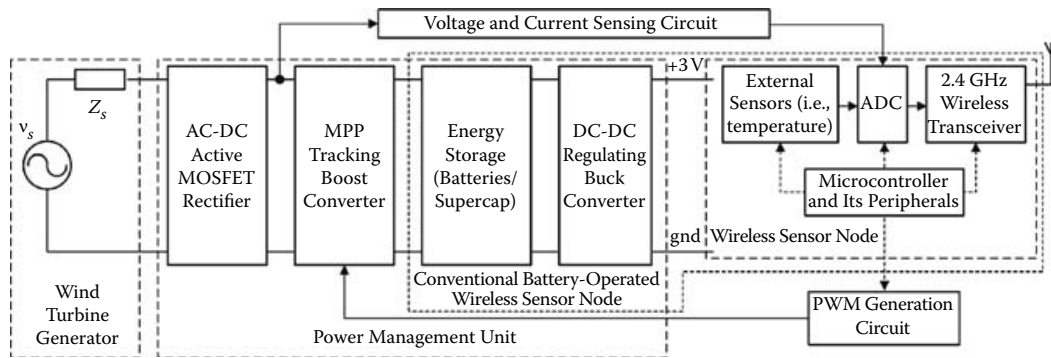 Voltage and Current Sensing Circuit
Z_s
ν_s
AC-DC
Active
MOSFET
Rectifier
MPP
Tracking
Boost
Converter
Energy
Storage
(Batteries/
Supercap)
DC-DC
Regulating
Buck
Converter
+3 V
gnd
External
Sensors (i.e.,
temperature)
ADC
2.4 GHz
Wireless
Transceiver
Microcontroller
and Its Peripherals
Wireless Sensor Node
Conventional Battery-Operated
Wireless Sensor Node
Wind
Turbine
Generator
Power Management Unit
PWM Generation
Circuit